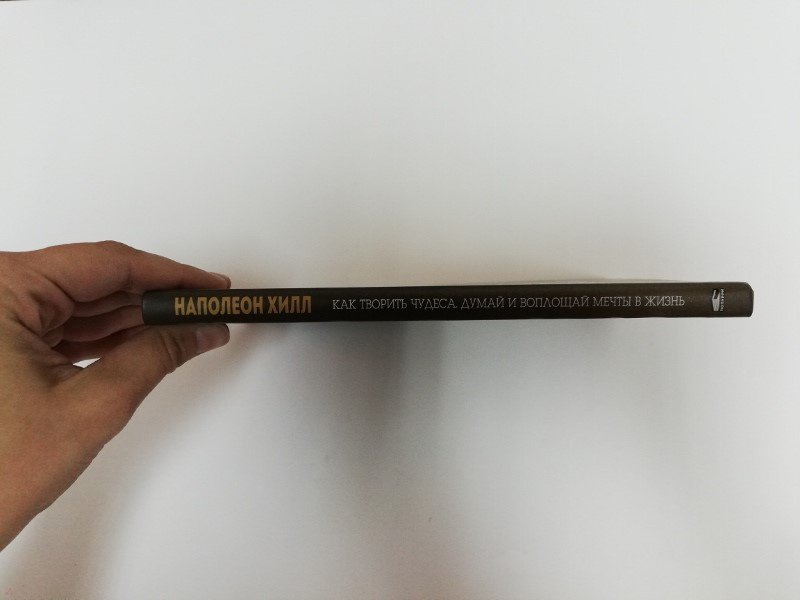 НАПОЛЕОН ХИЛЛ КАК ТВОРИТЬ ЧУДЕСА. ДУМАЙ И ВОПЛОЩАЙ МЕЧТЫ В ЖИЗНЬ